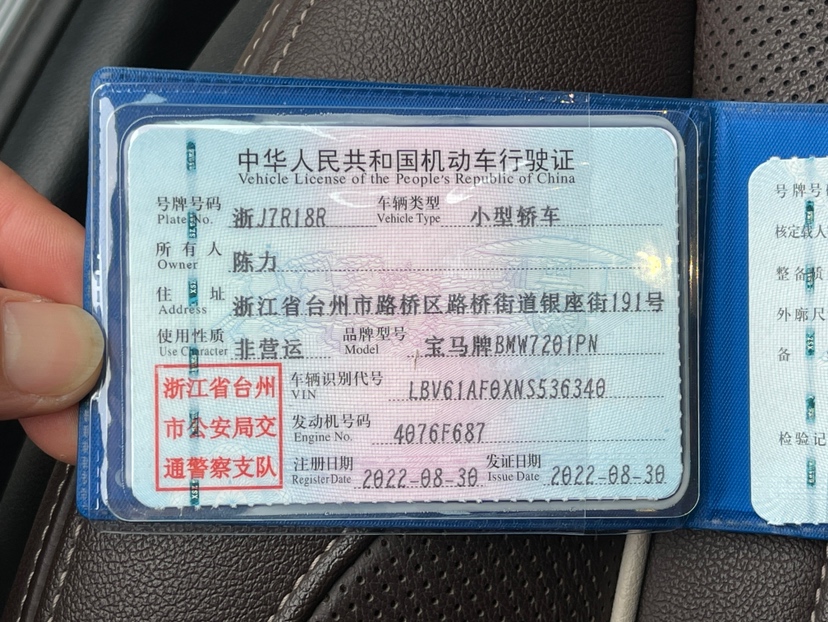 中华人民共和国机动车行驶证
Vehicle License of the People's Republic of China
号牌号码 浙J7R18R 车辆类型 小型轿车
Plate No. Vehicle Type
所有人 陈力
Owner
住址 浙江省台州市路桥区路桥街道银座街191号
Address
使用性质 非营运 品牌型号 宝马牌BMW7201PN
Use Character Model
浙江省台州
市公安局交
通警察支队
车辆识别代号 LBV61AF0XNS536340
VIN
发动机号码 4076F687
Engine No.
注册日期 2022-08-30 发证日期 2022-08-30
Register Date Issue Date
号牌号
核定载人
整备质
外廓尺
备
检验记